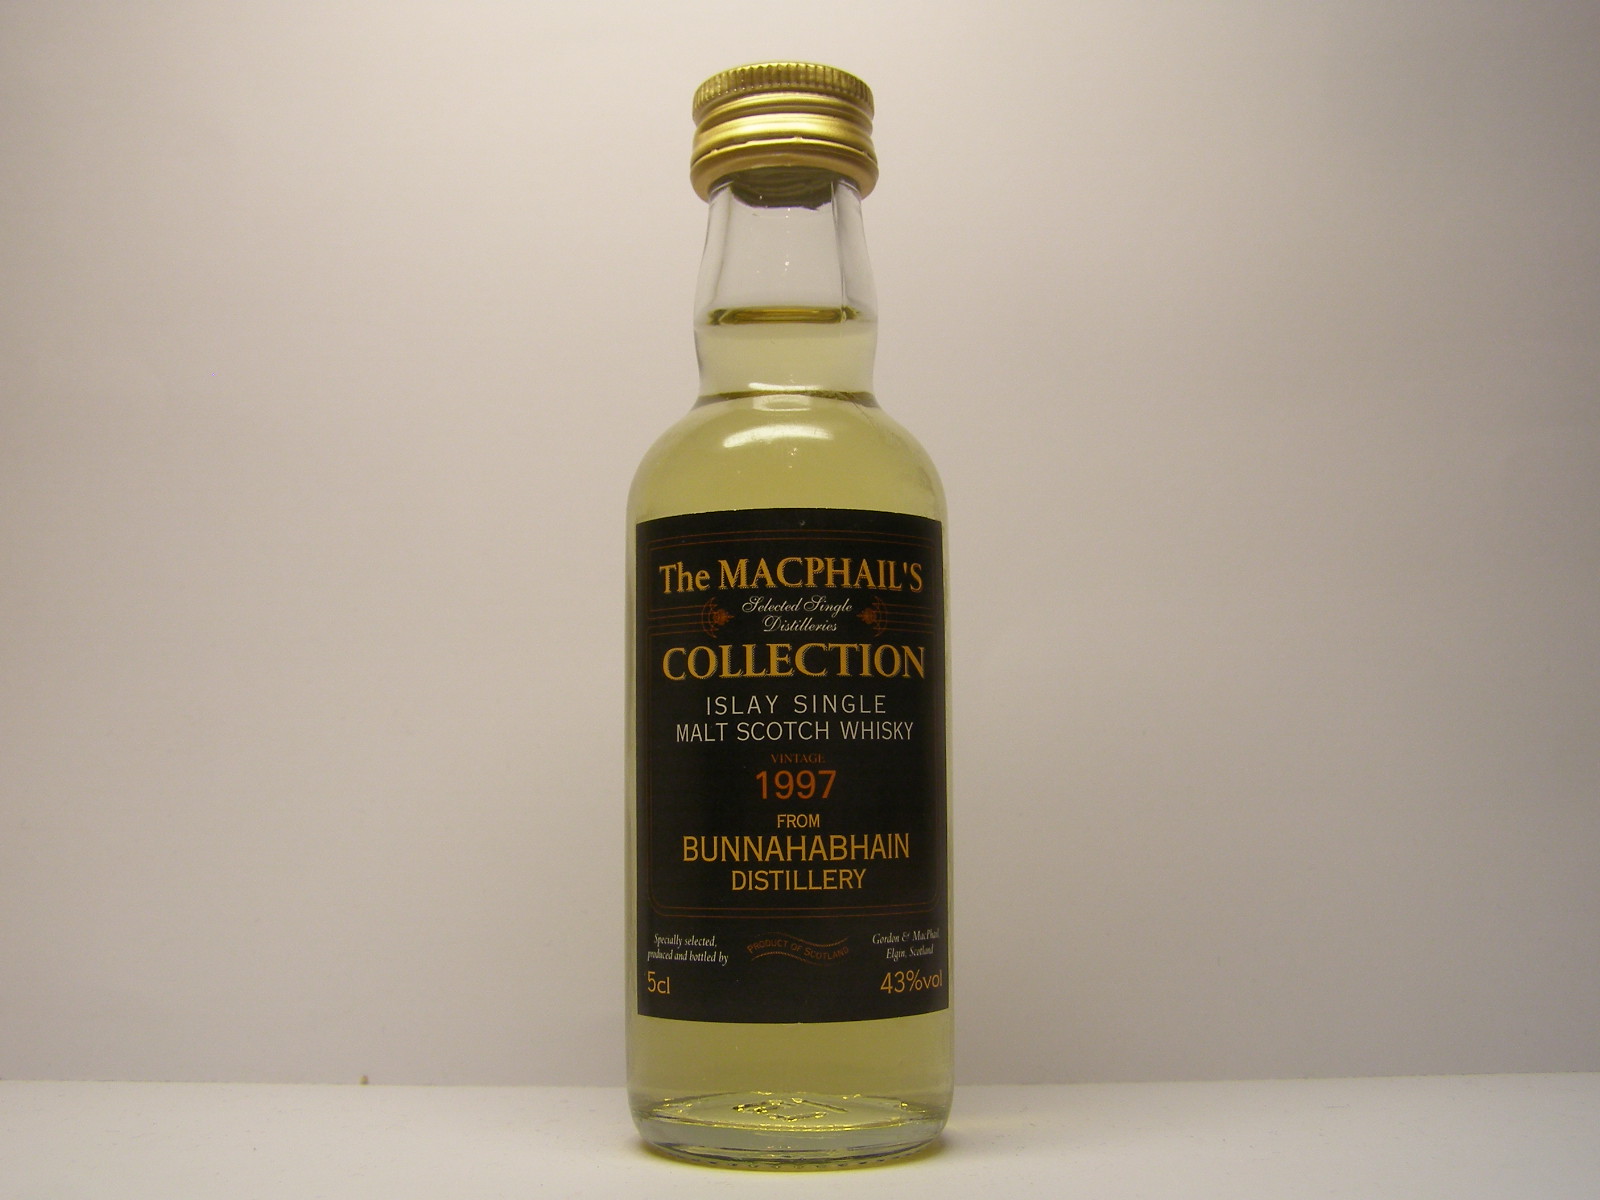 The MACPHAIL'S
Selected Single
Distilleries
COLLECTION
ISLAY SINGLE
MALT SCOTCH WHISKY
VINTAGE
1997
FROM
BUNNAHABHAIN
DISTILLERY
Specially selected,
produced and bottled by
PRODUCT OF SCOTLAND
Gordon & MacPhail
Elgin, Scotland
5cl
43%vol